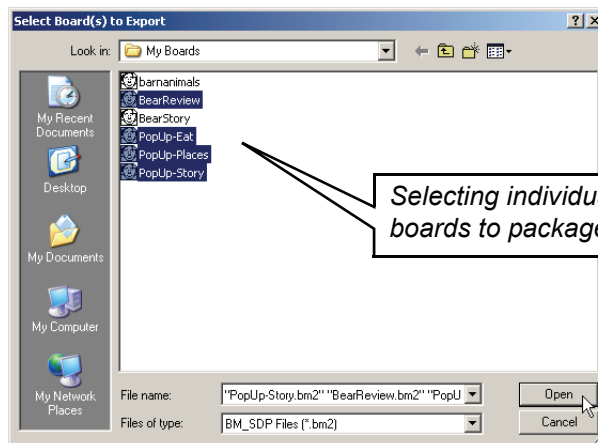 Select Board(s) to Export
Look in:
My Boards
My Recent
Documents
Desktop
My Documents
My Computer
My Network
Places
barnanimals
BearReview
BearStory
PopUp-Eat
PopUp-Places
PopUp-Story
Selecting
boards to
File name:
"PopUp-Story.bm2" "BearReview.bm2" "PopU
Open
Files of type:
BM_SDP Files (*.bm2)
Cancel